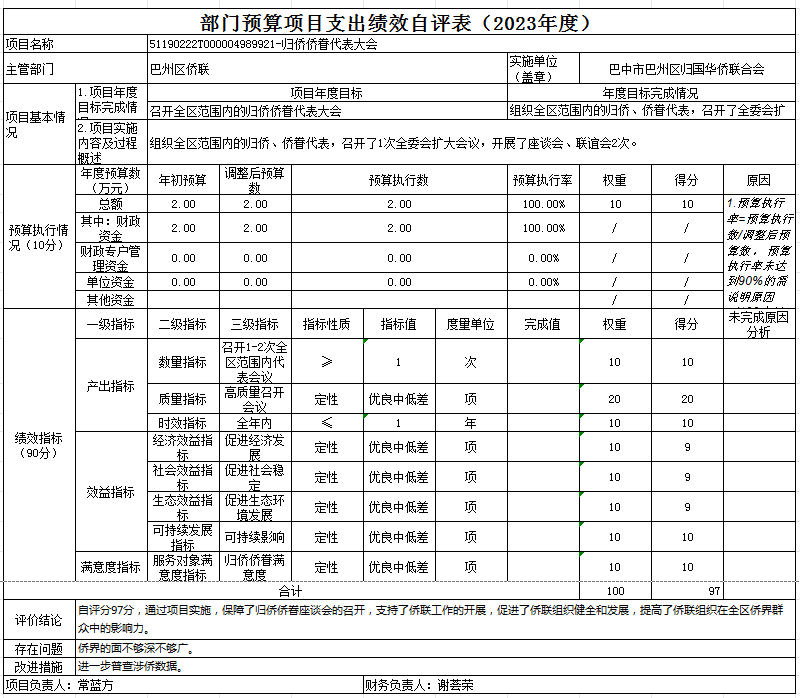 部门预算项目支出绩效自评表（2023年度）
项目名称 51190222T000004989921-归侨侨眷代表大会
主管部门 巴州区侨联 实施单位（盖章） 巴中市巴州区归国华侨联合会
项目基本情况 1.项目年度目标完成情 项目年度目标 年度目标完成情况
召开全区范围内的归侨侨眷代表大会 组织全区范围内的归侨、侨眷代表，召开了全委会扩
2.项目实施内容及过程概述 组织全区范围内的归侨、侨眷代表，召开了1次全委会扩大会议，开展了座谈会、联谊会2次。
预算执行情况（10分） 年度预算数（万元） 年初预算 调整后预算数 预算执行数 预算执行率 权重 得分 原因
总额 2.00 2.00 2.00 100.00% 10 10 1.预算执行率=预算执行数/调整后预算数，预算执行率未达到90%的需说明原因
其中：财政资金 2.00 2.00 2.00 100.00% / /
财政专户管理资金 0.00 0.00 0.00 0.00% / /
单位资金 0.00 0.00 0.00 0.00% / /
其他资金 / /
绩效指标（90分） 一级指标 二级指标 三级指标 指标性质 指标值 度量单位 完成值 权重 得分 未完成原因分析
产出指标 数量指标 召开1-2次全区范围内代表会议 ≥ 1 次 10 10
质量指标 高质量召开会议 定性 优良中低差 项 20 20
时效指标 全年内 ≤ 1 年 10 10
效益指标 经济效益指标 促进经济发展 定性 优良中低差 项 10 9
社会效益指标 促进社会稳定 定性 优良中低差 项 10 9
生态效益指标 促进生态环境发展 定性 优良中低差 项 10 9
可持续发展指标 可持续影响 定性 优良中低差 项 10 10
满意度指标 服务对象满意度指标 归侨侨眷满意度 定性 优良中低差 项 10 10
合计 100 97
评价结论 自评分97分，通过项目实施，保障了归侨侨眷座谈会的召开，支持了侨联工作的开展，促进了侨联组织健全和发展，提高了侨联组织在全区侨界群
众中的影响力。
存在问题 侨界的面不够深不够广。
改进措施 进一步普查涉侨数据。
项目负责人：常蓝方 财务负责人：谢荟荣